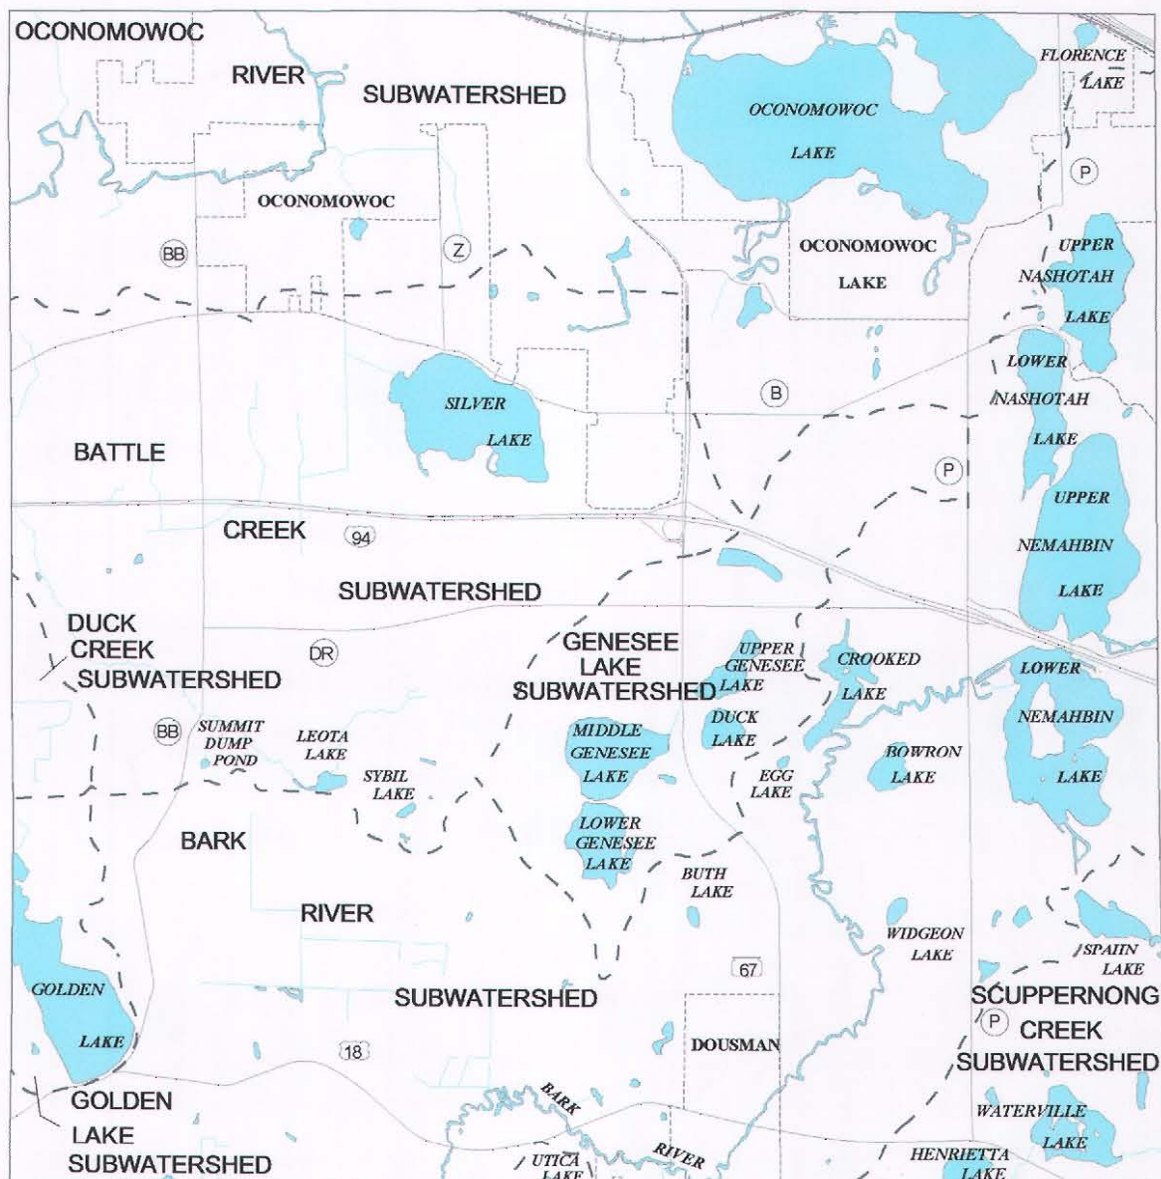 OCONOMOWOC
RIVER
SUBWATERSHED
FLORENCE
LAKE
OCONOMOWOC
LAKE
P
OCONOMOWOC
BB
Z
OCONOMOWOC
LAKE
UPPER
NASHOTAH
LAKE
LOWER
NASHOTAH
LAKE
B
SILVER
LAKE
BATTLE
CREEK
SUBWATERSHED
94
P
UPPER
NEMAHBIN
LAKE
DUCK
CREEK
SUBWATERSHED
DR
GENESEE
LAKE
SUBWATERSHED
UPPER
GENESEE
LAKE
CROOKED
LAKE
LOWER
NEMAHBIN
LAKE
BB
SUMMIT
DUMP
POND
LEOTA
LAKE
SYBIL
LAKE
MIDDLE
GENESEE
LAKE
DUCK
LAKE
EGG
LAKE
BOWRON
LAKE
LOWER
GENESEE
LAKE
BARK
RIVER
SUBWATERSHED
BUTH
LAKE
WIDGEON
LAKE
SPAHN
LAKE
67
GOLDEN
LAKE
SCUPPERNONG
P
CREEK
SUBWATERSHED
18
DOUSMAN
GOLDEN
LAKE
SUBWATERSHED
BARK
RIVER
UTICA
LAKE
WATERVILLE
LAKE
HENRIETTA
LAKE